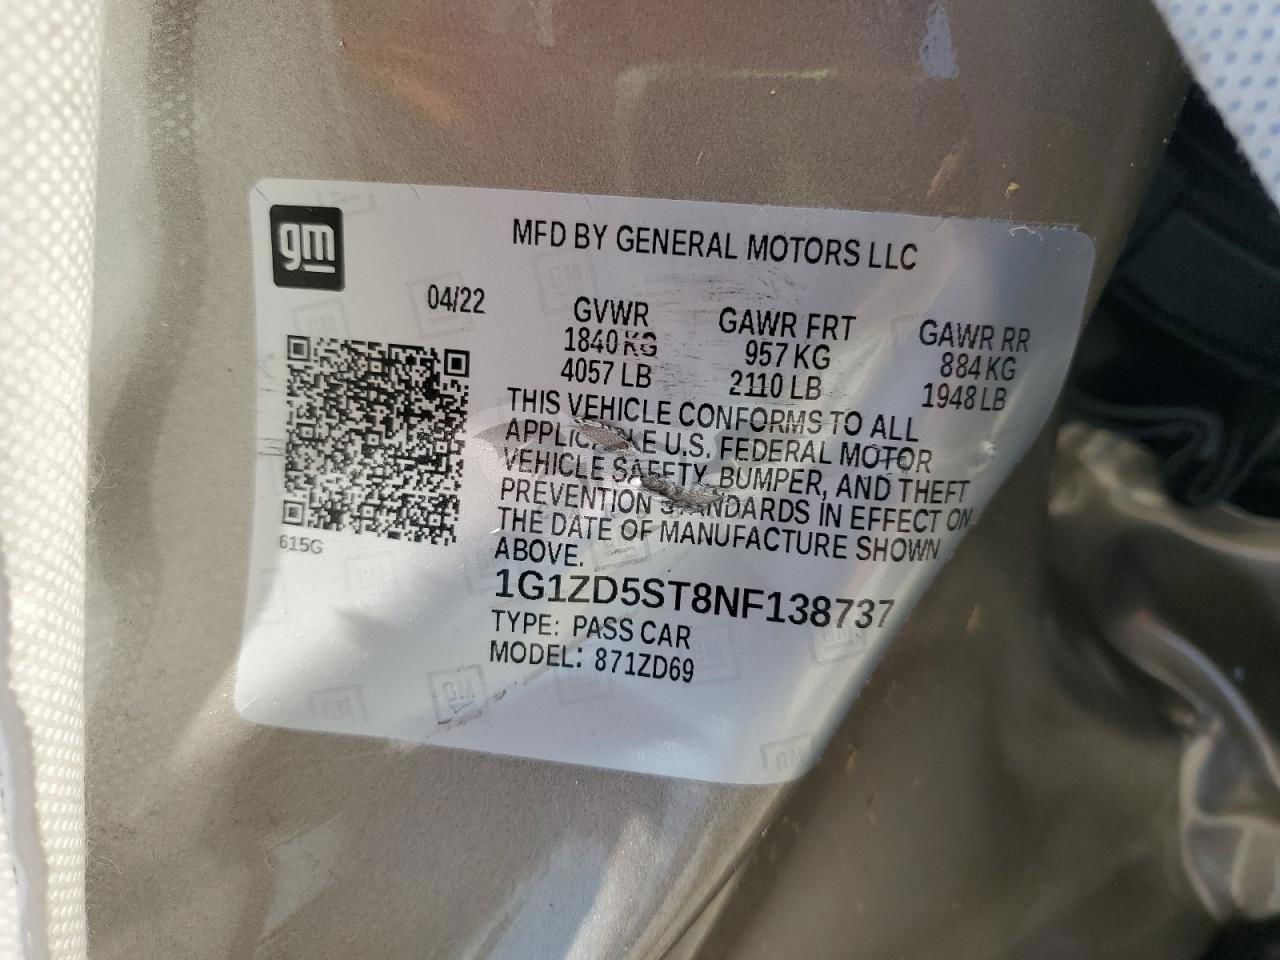 gm
MFD BY GENERAL MOTORS LLC
04/22
GVWR GAWR FRT GAWR RR
1840 KG 957 KG 884 KG
4057 LB 2110 LB 1948 LB
THIS VEHICLE CONFORMS TO ALL
U.S. FEDERAL MOTOR
VEHICLE SAFETY, BUMPER, AND THEFT
PREVENTION STANDARDS IN EFFECT ON
THE DATE OF MANUFACTURE SHOWN
ABOVE.
615G
1G1ZD5ST8NF138737
TYPE: PASS CAR
MODEL: 871ZD69